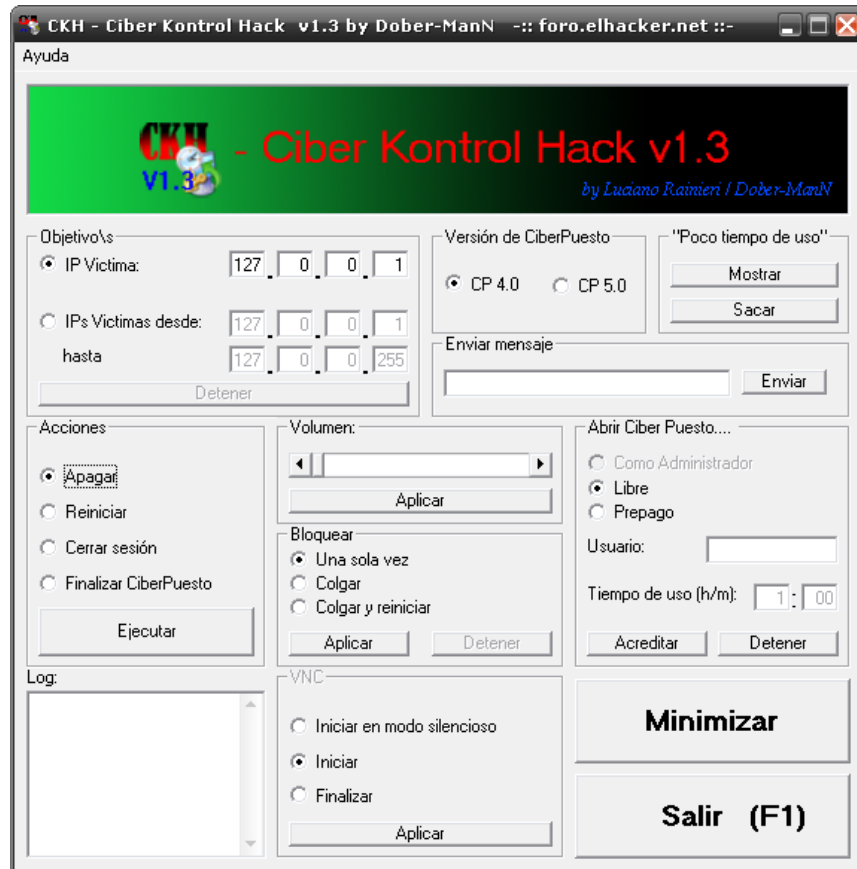 CKH - Ciber Kontrol Hack v1.3 by Dober-ManN -:: foro.elhacker.net ::-
Ayuda
CKH V1.3 - Ciber Kontrol Hack v1.3
by Luciano Rainieri / Dober-ManN
Objetivo\s
IP Victima: 127 . 0 . 0 . 1
IPs Victimas desde: 127 . 0 . 0 . 1
hasta 127 . 0 . 0 . 255
Detener
Versión de CiberPuesto
CP 4.0 CP 5.0
"Poco tiempo de uso"
Mostrar
Sacar
Enviar mensaje
Enviar
Acciones
Apagar
Reiniciar
Cerrar sesión
Finalizar CiberPuesto
Ejecutar
Volumen:
Aplicar
Bloquear
Una sola vez
Colgar
Colgar y reiniciar
Aplicar Detener
Abrir Ciber Puesto....
Como Administrador
Libre
Prepago
Usuario:
Tiempo de uso (h/m): 1 : 00
Acreditar Detener
Log:
VNC
Iniciar en modo silencioso
Iniciar
Finalizar
Aplicar
Minimizar
Salir (F1)